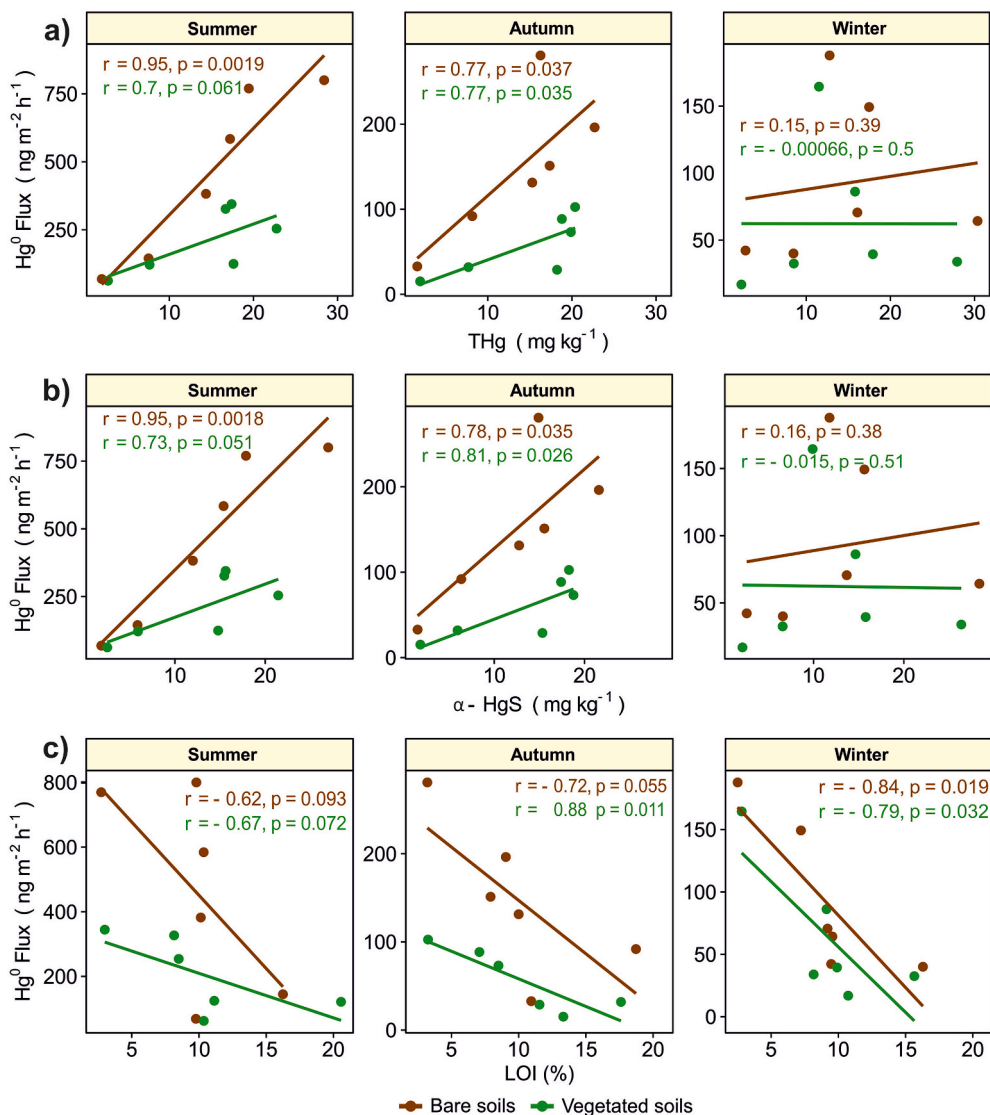 a)
Summer
Autumn
Winter
r = 0.95, p = 0.0019
r = 0.7, p = 0.061
r = 0.77, p = 0.037
r = 0.77, p = 0.035
r = 0.15, p = 0.39
r = - 0.00066, p = 0.5
Hg⁰ Flux ( ng m⁻² h⁻¹ )
750
500
250
200
100
0
150
100
50
10 20 30
10 20 30
10 20 30
THg ( mg kg⁻¹ )
b)
Summer
Autumn
Winter
r = 0.95, p = 0.0018
r = 0.73, p = 0.051
r = 0.78, p = 0.035
r = 0.81, p = 0.026
r = 0.16, p = 0.38
r = - 0.015, p = 0.51
Hg⁰ Flux ( ng m⁻² h⁻¹ )
750
500
250
200
100
0
150
100
50
0
10 20
10 20
10 20
α - HgS ( mg kg⁻¹ )
c)
Summer
Autumn
Winter
r = - 0.62, p = 0.093
r = - 0.67, p = 0.072
r = - 0.72, p = 0.055
r = 0.88 p = 0.011
r = - 0.84, p = 0.019
r = - 0.79, p = 0.032
Hg⁰ Flux ( ng m⁻² h⁻¹ )
800
600
400
200
0
200
100
0
150
100
50
0
5 10 15 20
5 10 15 20
5 10 15 20
LOI (%)
Bare soils Vegetated soils